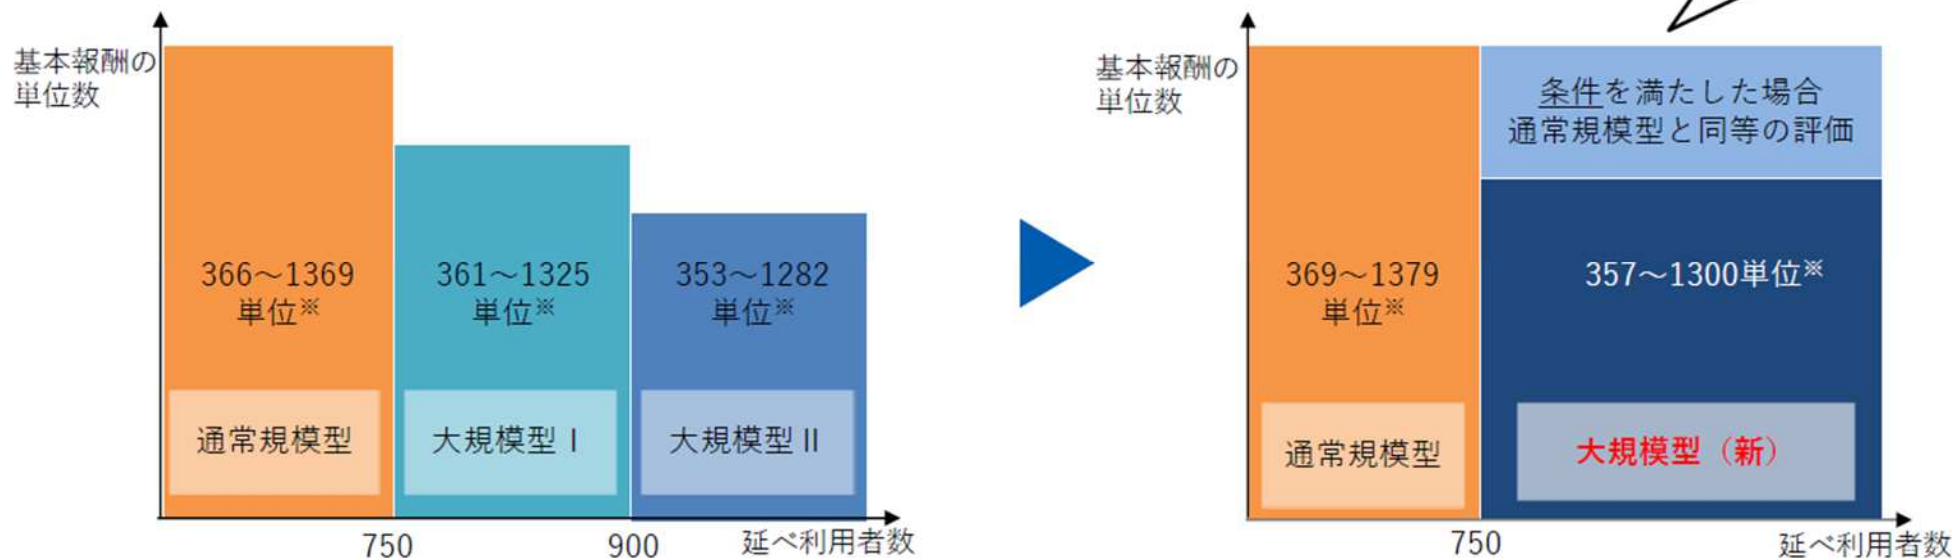 基本報酬の
単位数
366～1369
単位※
361～1325
単位※
353～1282
単位※
通常規模型
大規模型Ⅰ
大規模型Ⅱ
750
900
延べ利用者数
基本報酬の
単位数
条件を満たした場合
通常規模型と同等の評価
369～1379
単位※
357～1300単位※
通常規模型
大規模型（新）
750
延べ利用者数